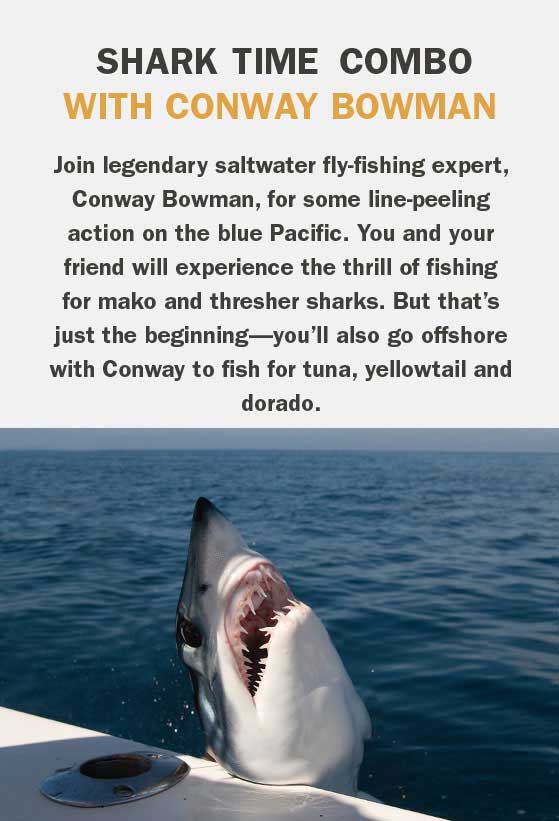 SHARK TIME COMBO
WITH CONWAY BOWMAN
Join legendary saltwater fly-fishing expert,
Conway Bowman, for some line-peeling
action on the blue Pacific. You and your
friend will experience the thrill of fishing
for mako and thresher sharks. But that’s
just the beginning—you’ll also go offshore
with Conway to fish for tuna, yellowtail and
dorado.